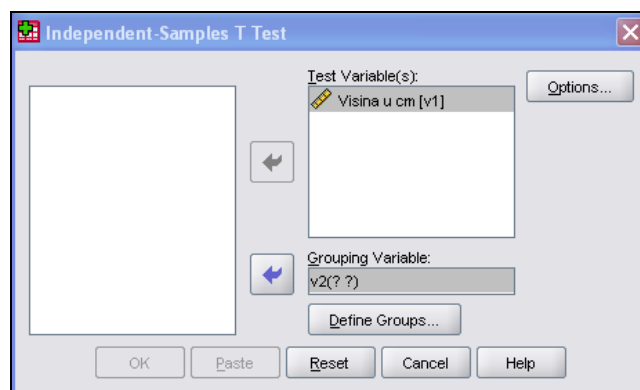 Independent-Samples T Test
Test Variable(s):
Visina u cm [v1]
Options...
Grouping Variable:
v2(? ?)
Define Groups...
OK
Paste
Reset
Cancel
Help